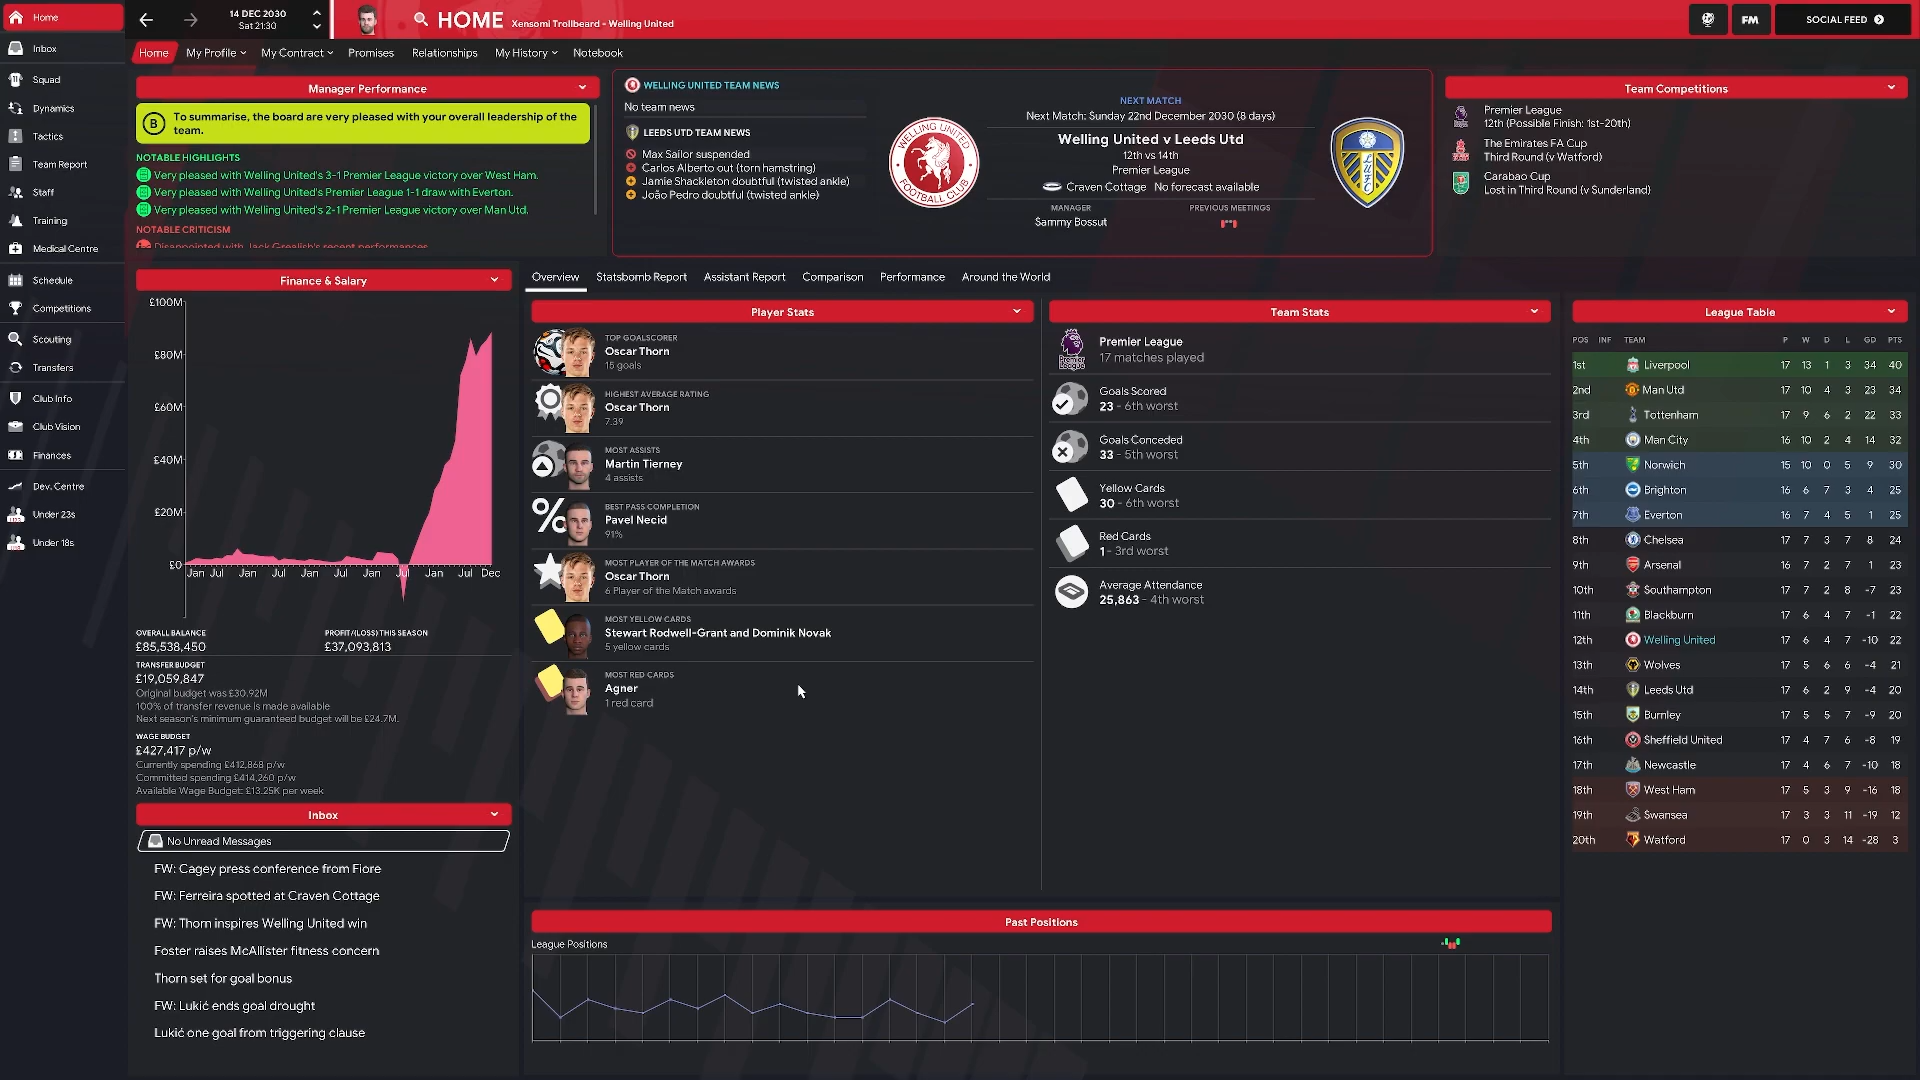 Home
14 DEC 2030
Sat 21:30
HOME
Xensomi Trollbeard - Welling United
FM
SOCIAL FEED
Inbox
Squad
Dynamics
Tactics
Team Report
Staff
Training
Medical Centre
Schedule
Competitions
Scouting
Transfers
Club Info
Club Vision
Finances
Dev. Centre
Under 23s
Under 18s
Home My Profile My Contract Promises Relationships My History Notebook
Manager Performance
B
To summarise, the board are very pleased with your overall leadership of the
team.
NOTABLE HIGHLIGHTS
Very pleased with Welling United's 3-1 Premier League victory over West Ham.
Very pleased with Welling United's Premier League 1-1 draw with Everton.
Very pleased with Welling United's 2-1 Premier League victory over Man Utd.
NOTABLE CRITICISM
Disappointed with Jack Grealish's recent performances.
WELLING UNITED TEAM NEWS
No team news
LEEDS UTD TEAM NEWS
Max Sailor suspended
Carlos Alberto out (torn hamstring)
Jamie Shackleton doubtful (twisted ankle)
João Pedro doubtful (twisted ankle)
WELLING UNITED
FOOTBALL CLUB
NEXT MATCH
Next Match: Sunday 22nd December 2030 (8 days)
Welling United v Leeds Utd
12th vs 14th
Premier League
Craven Cottage No forecast available
MANAGER
Sammy Bossut
PREVIOUS MEETINGS
LUFC
Team Competitions
Premier League
12th (Possible Finish: 1st-20th)
The Emirates FA Cup
Third Round (v Watford)
Carabao Cup
Lost in Third Round (v Sunderland)
Finance & Salary
£100M
£80M
£60M
£40M
£20M
£0
Jan Jul Jan Jul Jan Jul Jan Jul Jan Jul Dec
OVERALL BALANCE
£85,538,450
PROFIT/(LOSS) THIS SEASON
£37,093,813
TRANSFER BUDGET
£19,059,847
Original budget was £30.92M
100% of transfer revenue is made available
Next season's minimum guaranteed budget will be £24.7M.
WAGE BUDGET
£427,417 p/w
Currently spending £412,868 p/w
Committed spending £414,260 p/w
Available Wage Budget: £13.25K per week
Inbox
No Unread Messages
FW: Cagey press conference from Fiore
FW: Ferreira spotted at Craven Cottage
FW: Thorn inspires Welling United win
Foster raises McAllister fitness concern
Thorn set for goal bonus
FW: Lukić ends goal drought
Lukić one goal from triggering clause
Overview Statsbomb Report Assistant Report Comparison Performance Around the World
Player Stats
TOP GOALSCORER
Oscar Thorn
15 goals
HIGHEST AVERAGE RATING
Oscar Thorn
7.39
MOST ASSISTS
Martin Tierney
4 assists
%
BEST PASS COMPLETION
Pavel Necid
91%
MOST PLAYER OF THE MATCH AWARDS
Oscar Thorn
6 Player of the Match awards
MOST YELLOW CARDS
Stewart Rodwell-Grant and Dominik Novak
5 yellow cards
MOST RED CARDS
Agner
1 red card
Team Stats
Premier League
17 matches played
Goals Scored
23 - 6th worst
Goals Conceded
33 - 5th worst
Yellow Cards
30 - 6th worst
Red Cards
1 - 3rd worst
Average Attendance
25,863 - 4th worst
Past Positions
League Positions
League Table
POS INF TEAM P W D L GD PTS
1st Liverpool 17 13 1 3 34 40
2nd Man Utd 17 10 4 3 23 34
3rd Tottenham 17 9 6 2 22 33
4th Man City 16 10 2 4 14 32
5th Norwich 15 10 0 5 9 30
6th Brighton 16 6 7 3 4 25
7th Everton 16 7 4 5 1 25
8th Chelsea 17 7 3 7 8 24
9th Arsenal 16 7 2 7 1 23
10th Southampton 17 7 2 8 -7 23
11th Blackburn 17 6 4 7 -1 22
12th Welling United 17 6 4 7 -10 22
13th Wolves 17 5 6 6 -4 21
14th Leeds Utd 17 6 2 9 -4 20
15th Burnley 17 5 5 7 -9 20
16th Sheffield United 17 4 7 6 -8 19
17th Newcastle 17 4 6 7 -10 18
18th West Ham 17 5 3 9 -16 18
19th Swansea 17 3 3 11 -19 12
20th Watford 17 0 3 14 -28 3